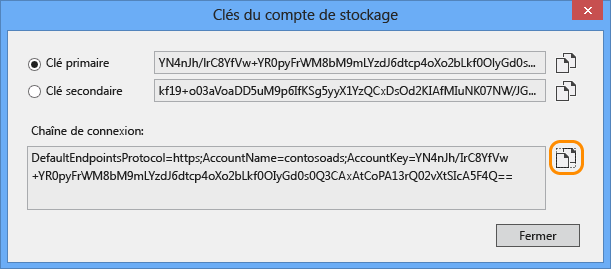 Clés du compte de stockage
Clé primaire YN4nJh/IrC8YfVw+YR0pyFrWM8bM9mLYzdJ6dtcp4oXo2bLkf0OIyGd0s...
Clé secondaire kf19+o03aVoaDD5uM9p6IfKSg5yyX1YzQCxDsOd2KIAfMIuNK07NW/JG...
Chaîne de connexion:
DefaultEndpointsProtocol=https;AccountName=contosoads;AccountKey=YN4nJh/IrC8YfVw
+YR0pyFrWM8bM9mLYzdJ6dtcp4oXo2bLkf0OIyGd0s0Q3CAxAtCoPA13rQ02vXtSIcA5F4Q==
Fermer